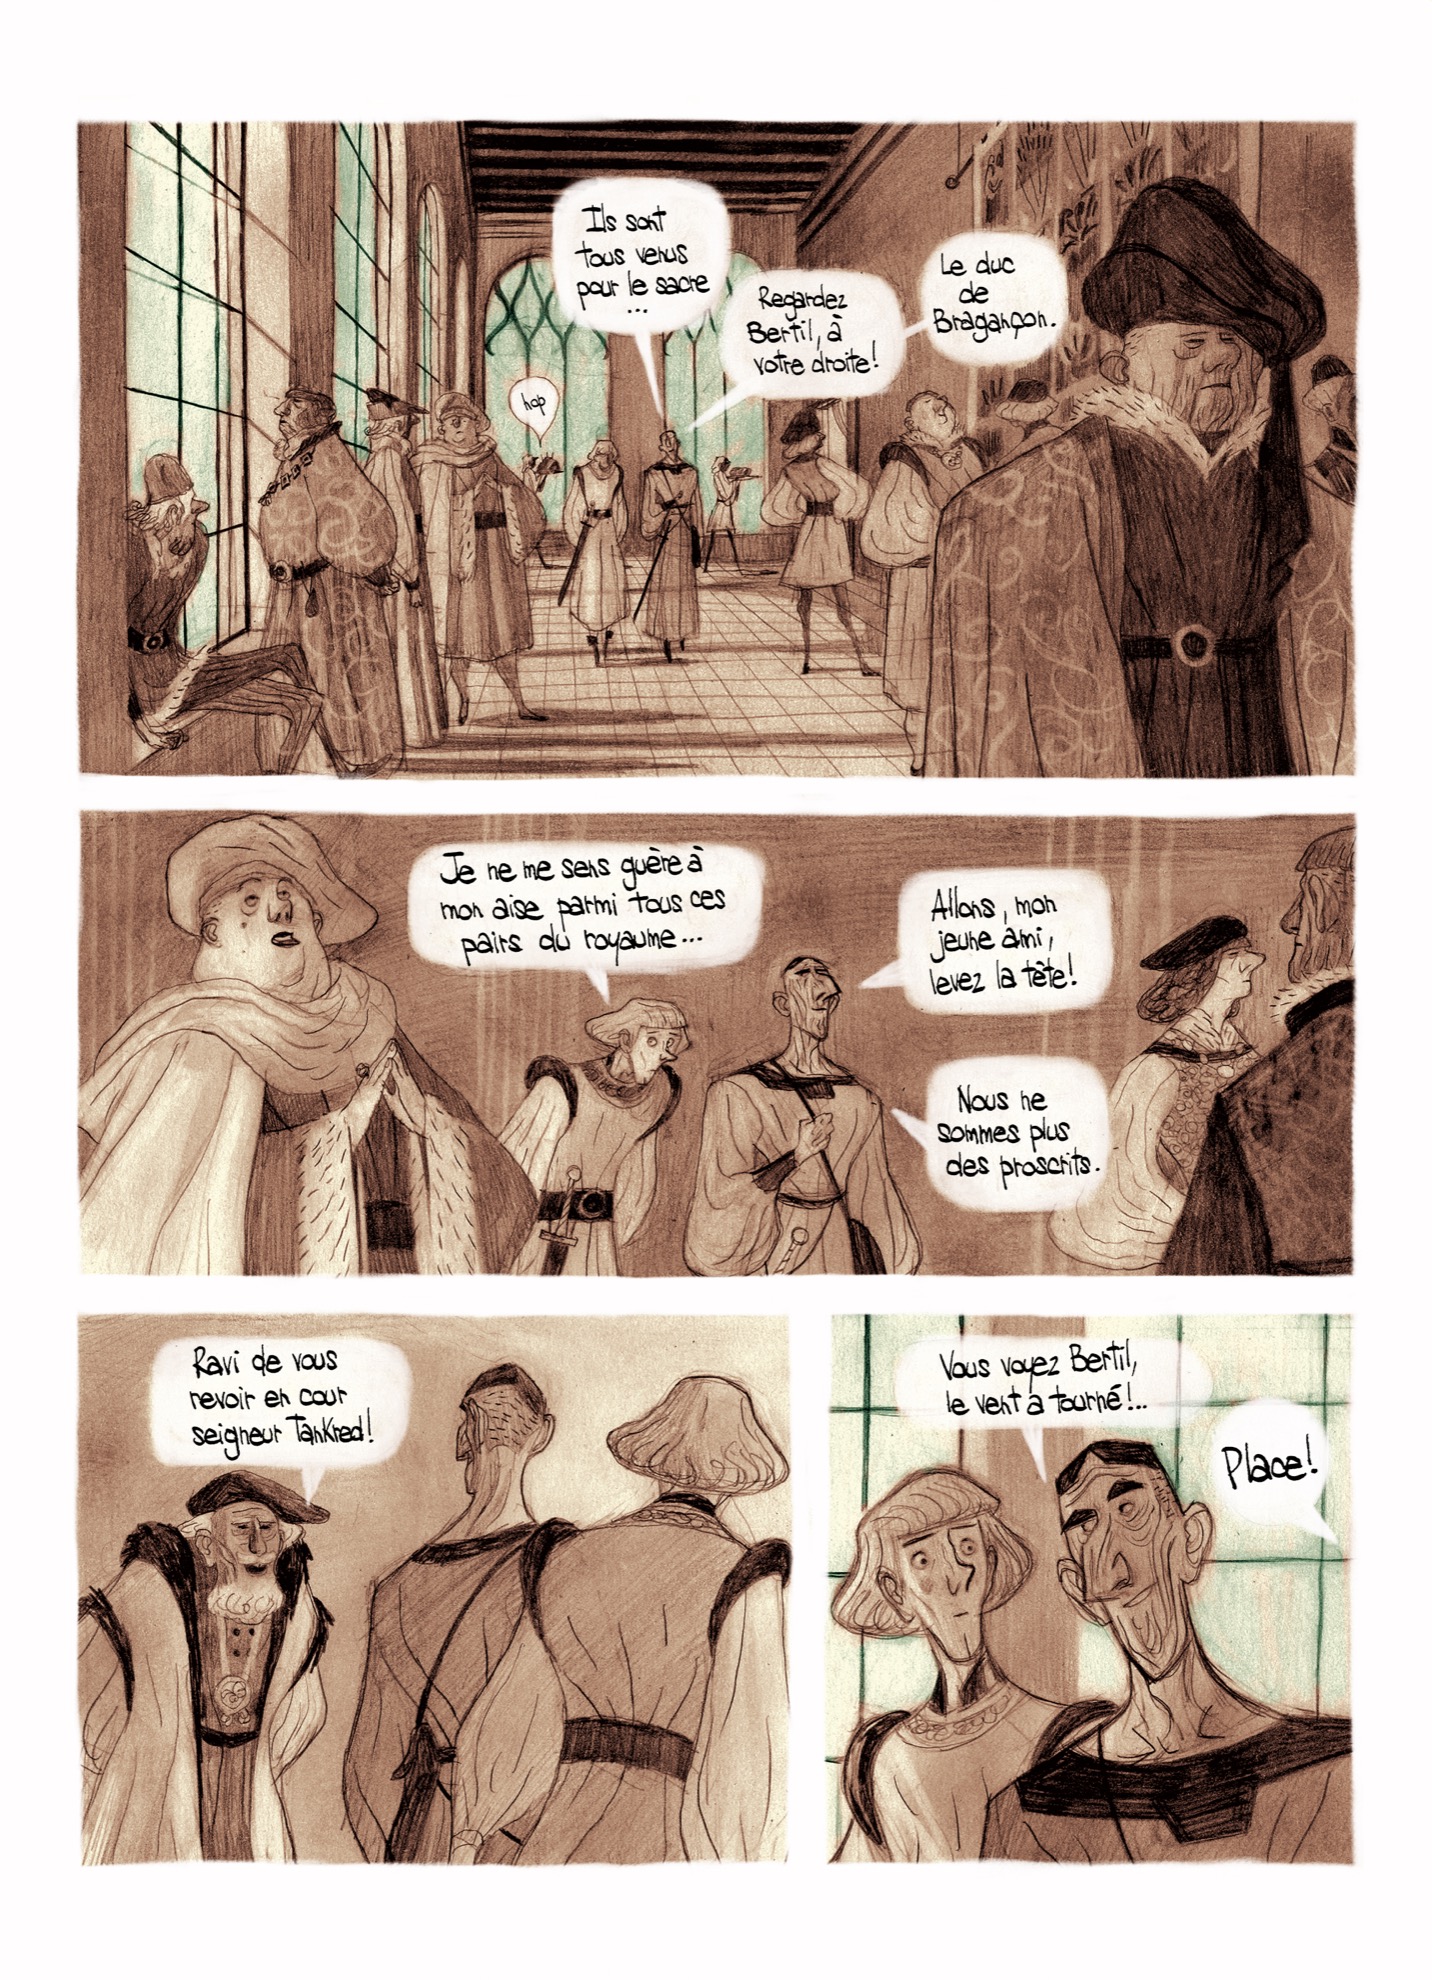 Ils sont
tous venus
pour le sacre
...
Regardez
Bertil, à
votre droite!
Le duc
de
Bragançon.
hop
Je ne me sens guère à
mon aise parmi tous ces
pairs du royaume...
Allons, mon
jeune ami,
levez la tête!
Nous ne
sommes plus
des proscrits.
Ravi de vous
revoir en cour
seigneur Tankred!
Vous voyez Bertil,
le vent a tourné!..
Place!